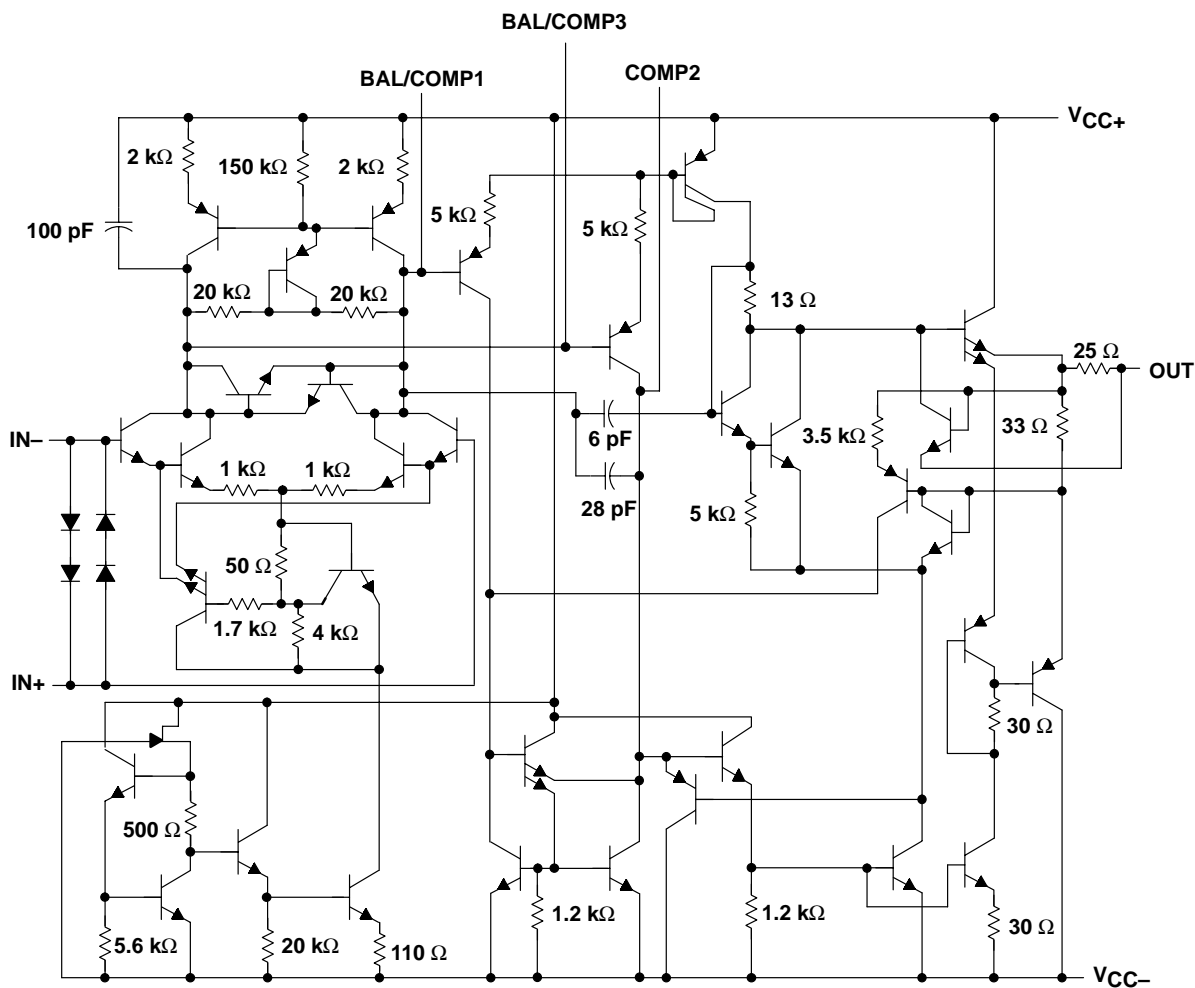 BAL/COMP3
COMP2
BAL/COMP1
VCC+
2 kΩ
150 kΩ
2 kΩ
5 kΩ
5 kΩ
100 pF
20 kΩ
20 kΩ
13 Ω
25 Ω
OUT
IN–
6 pF
3.5 kΩ
33 Ω
1 kΩ
1 kΩ
28 pF
5 kΩ
50 Ω
1.7 kΩ
4 kΩ
IN+
30 Ω
500 Ω
5.6 kΩ
20 kΩ
110 Ω
1.2 kΩ
1.2 kΩ
30 Ω
VCC–